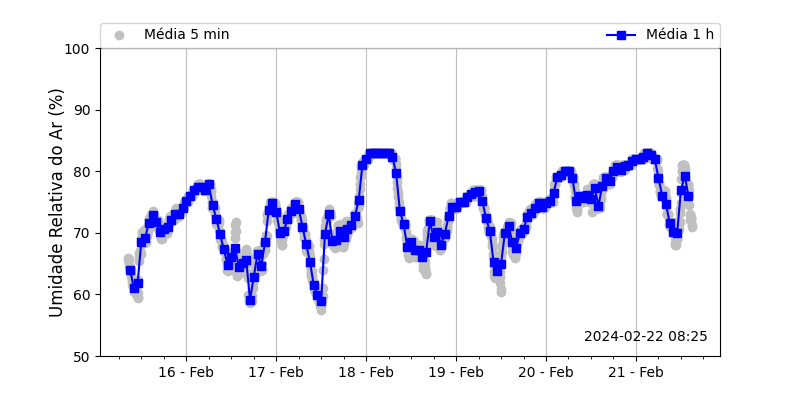 Média 5 min
Média 1 h
Umidade Relativa do Ar (%)
100
90
80
70
60
50
2024-02-22 08:25
16 - Feb
17 - Feb
18 - Feb
19 - Feb
20 - Feb
21 - Feb